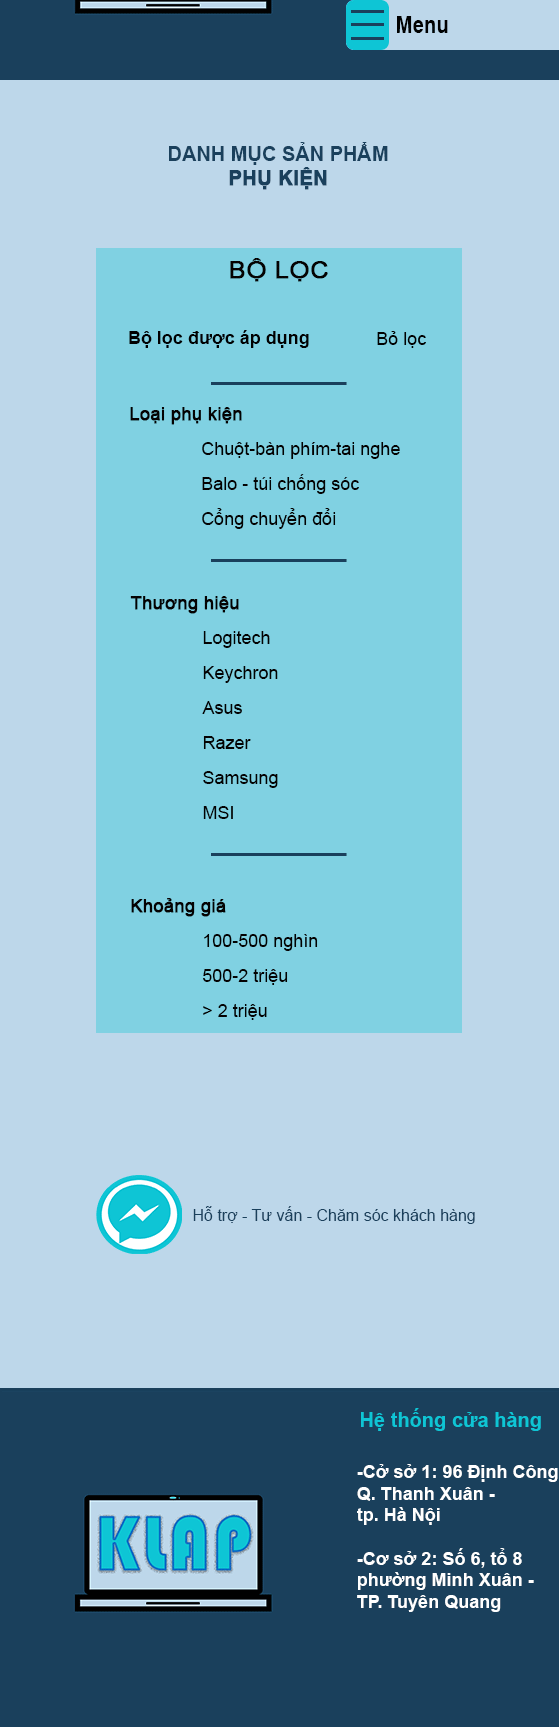 Menu
DANH MỤC SẢN PHẨM
PHỤ KIỆN
BỘ LỌC
Bộ lọc được áp dụng
Bỏ lọc
Loại phụ kiện
Chuột-bàn phím-tai nghe
Balo - túi chống sóc
Cổng chuyển đổi
Thương hiệu
Logitech
Keychron
Asus
Razer
Samsung
MSI
Khoảng giá
100-500 nghìn
500-2 triệu
> 2 triệu
Hỗ trợ - Tư vấn - Chăm sóc khách hàng
Hệ thống cửa hàng
-Cở sở 1: 96 Định Công
Q. Thanh Xuân -
tp. Hà Nội
-Cơ sở 2: Số 6, tổ 8
phường Minh Xuân -
TP. Tuyên Quang
KLAP